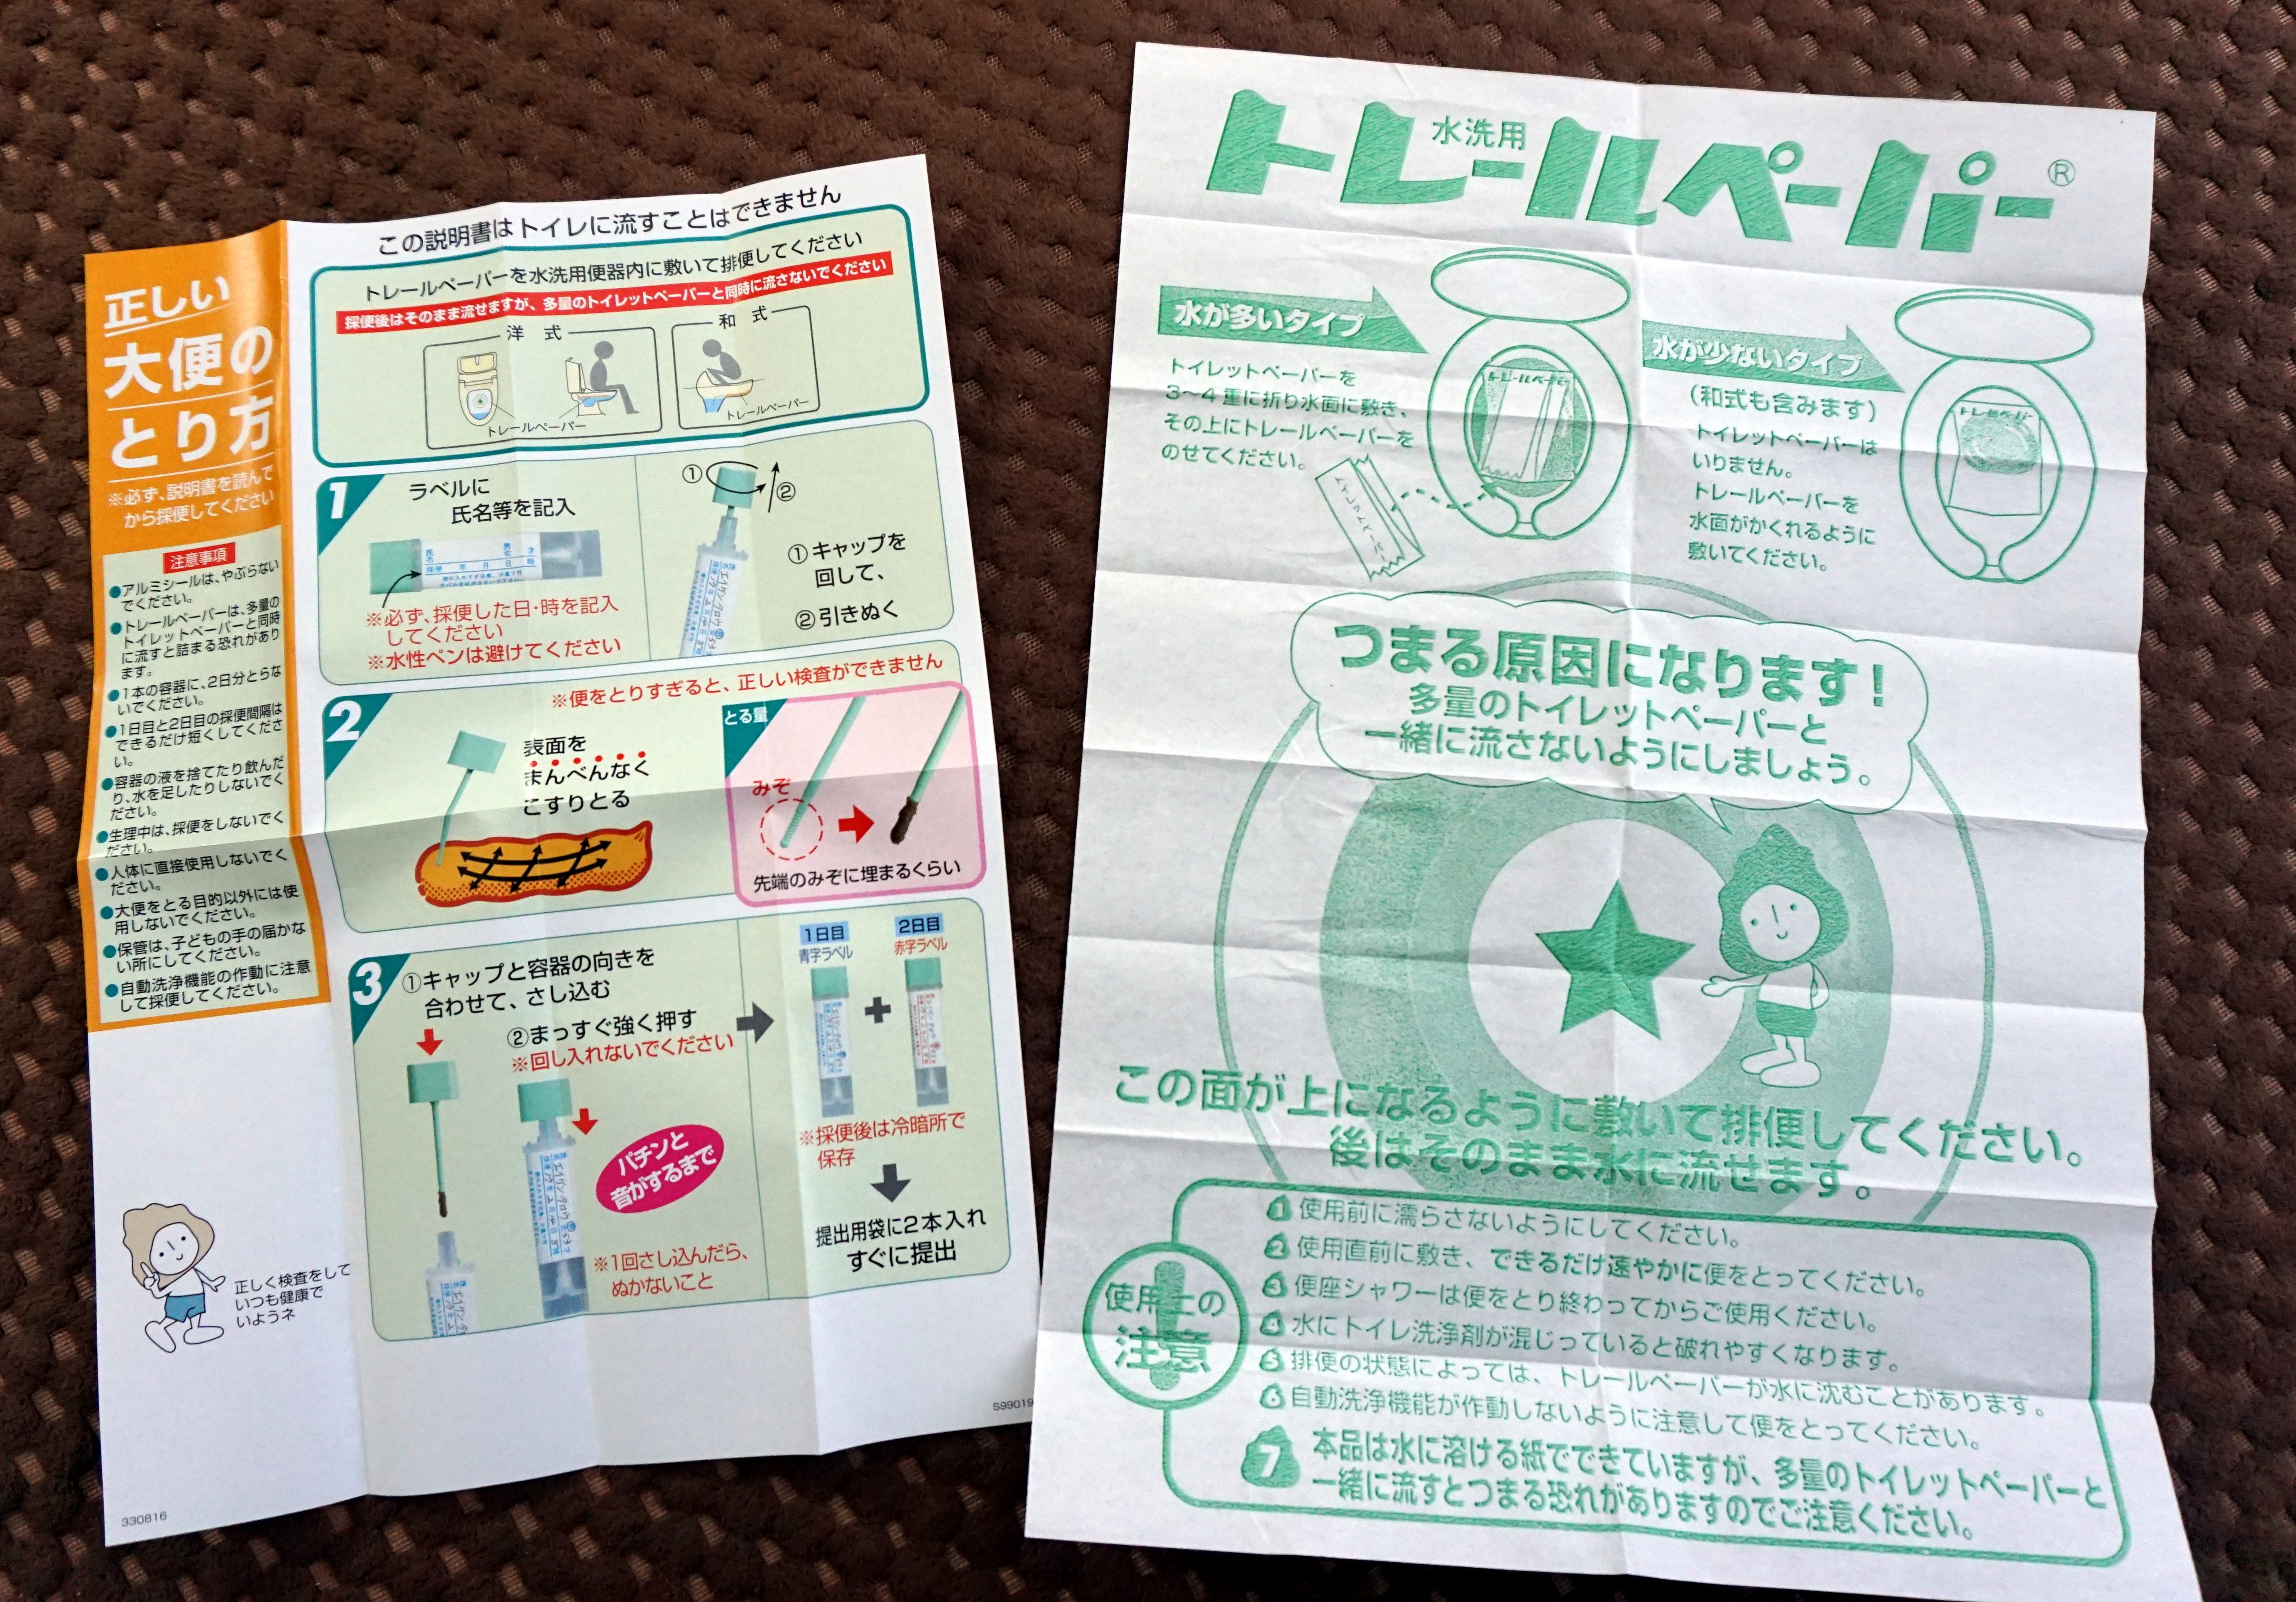 正しい
大便の
とり方
※必ず、説明書を読んで
から採便してください
注意事項
●アルミシールは、やぶらない
でください。
●トレールペーパーは、多量の
トイレットペーパーと同時
に流すと詰まる恐れがあり
ます。
●1本の容器に、2日分とらな
いでください。
●1日目と2日目の採便間隔は
できるだけ短くしてくださ
い。
●容器の液を捨てたり飲んだ
り、水を足したりしないでく
ださい。
●生理中は、採便をしないでく
ださい。
●人体に直接使用しないでく
ださい。
●大便をとる目的以外には使
用しないでください。
●保管は、子どもの手の届かな
い所にしてください。
●自動洗浄機能の作動に注意
して採便してください。
正しく検査をして
いつも健康で
いようネ
330816
この説明書はトイレに流すことはできません
トレールペーパーを水洗用便器内に敷いて排便してください
採便後はそのまま流せますが、多量のトイレットペーパーと同時に流さないでください
洋 式
トレールペーパー
和 式
トレールペーパー
1
ラベルに
氏名等を記入
氏名 男女 才
採便 年 月 日 時
※必ず、採便した日・時を記入
してください
※水性ペンは避けてください
①
②
①キャップを
回して、
②引きぬく
2
※便をとりすぎると、正しい検査ができません
表面を
まんべんなく
こすりとる
とる量
みぞ
先端のみぞに埋まるくらい
3
①キャップと容器の向きを
合わせて、さし込む
②まっすぐ強く押す
※回し入れないでください
パチンと
音がするまで
※1回さし込んだら、
ぬかないこと
1日目
青字ラベル
2日目
赤字ラベル
※採便後は冷暗所で
保存
提出用袋に2本入れ
すぐに提出
S99019
水洗用
トレールペーパー®
水が多いタイプ
トイレットペーパーを
3〜4重に折り水面に敷き、
その上にトレールペーパーを
のせてください。
トイレットペーパー
トレールペーパー
水が少ないタイプ
(和式も含みます)
トイレットペーパーは
いりません。
トレールペーパーを
水面がかくれるように
敷いてください。
トレールペーパー
つまる原因になります!
多量のトイレットペーパーと
一緒に流さないようにしましょう。
この面が上になるように敷いて排便してください。
後はそのまま水に流せます。
使用上の
注意
1 使用前に濡らさないようにしてください。
2 使用直前に敷き、できるだけ速やかに便をとってください。
3 便座シャワーは便をとり終わってからご使用ください。
4 水にトイレ洗浄剤が混じっていると破れやすくなります。
5 排便の状態によっては、トレールペーパーが水に沈むことがあります。
6 自動洗浄機能が作動しないように注意して便をとってください。
7 本品は水に溶ける紙でできていますが、多量のトイレットペーパーと
一緒に流すとつまる恐れがありますのでご注意ください。